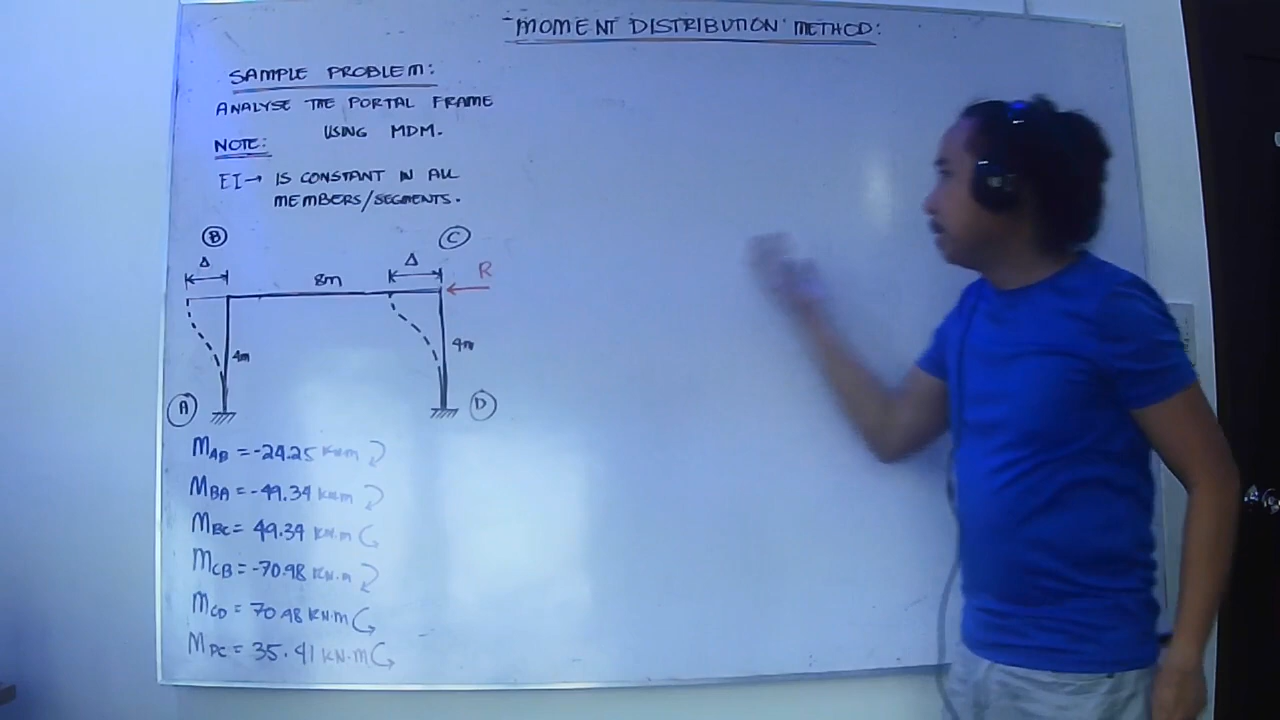 MOMENT DISTRIBUTION METHOD:
SAMPLE PROBLEM:
ANALYSE THE PORTAL FRAME
USING MDM.
NOTE:
EI→ IS CONSTANT IN ALL
MEMBERS/SEGMENTS.
B C
Δ Δ
8m R
4m 4m
A D
MAB = -24.25 KN.m
MBA = -49.34 KN.m
MBC = 49.34 KN.m
MCB = -70.98 KN.m
MCD = 70.98 KN.m
MDC = 35.41 KN.m